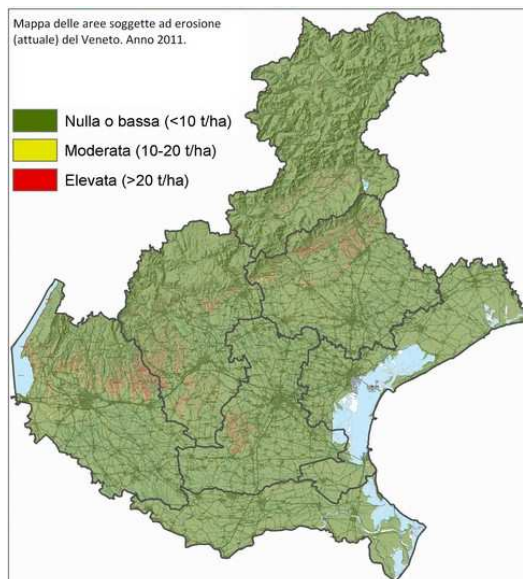 Mappa delle aree soggette ad erosione
(attuale) del Veneto. Anno 2011.
Nulla o bassa (<10 t/ha)
Moderata (10-20 t/ha)
Elevata (>20 t/ha)